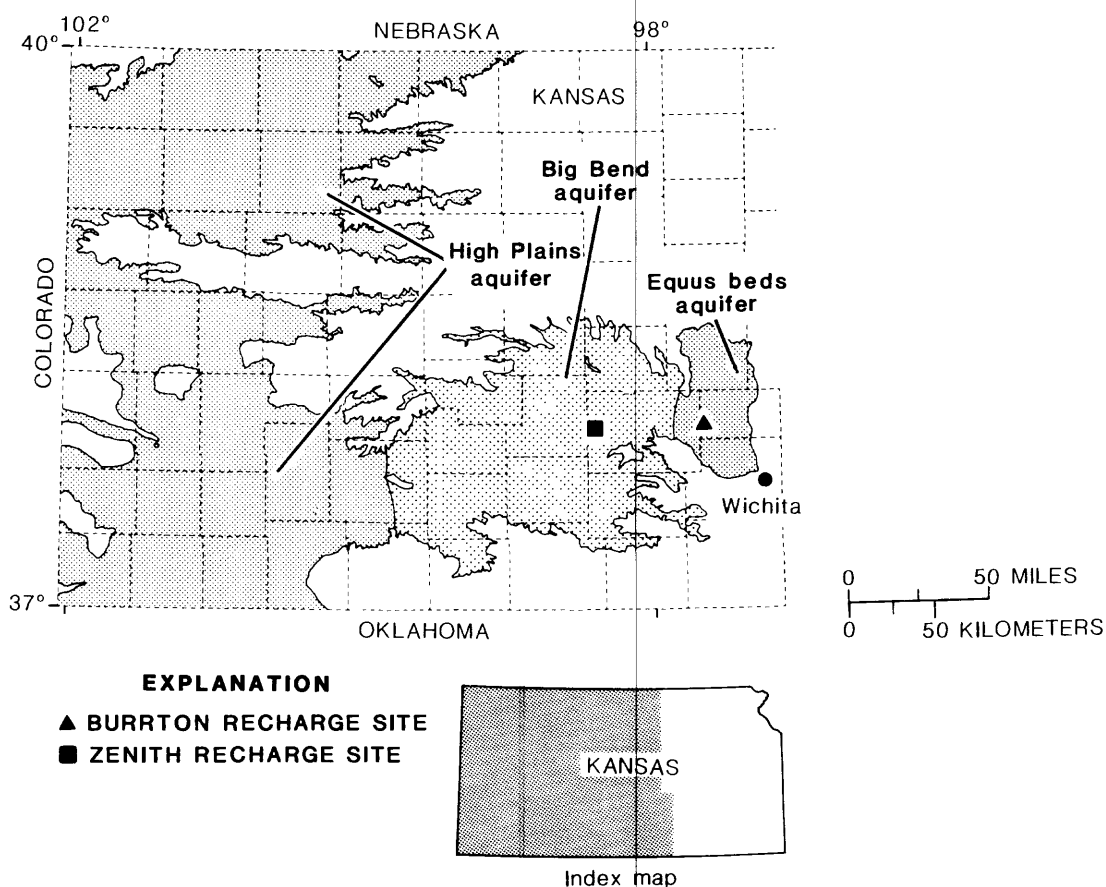 102°
98°
40°
NEBRASKA
KANSAS
Big Bend
aquifer
High Plains
aquifer
Equus beds
aquifer
COLORADO
Wichita
37°
OKLAHOMA
0 50 MILES
0 50 KILOMETERS
EXPLANATION
BURRTON RECHARGE SITE
ZENITH RECHARGE SITE
KANSAS
Index map